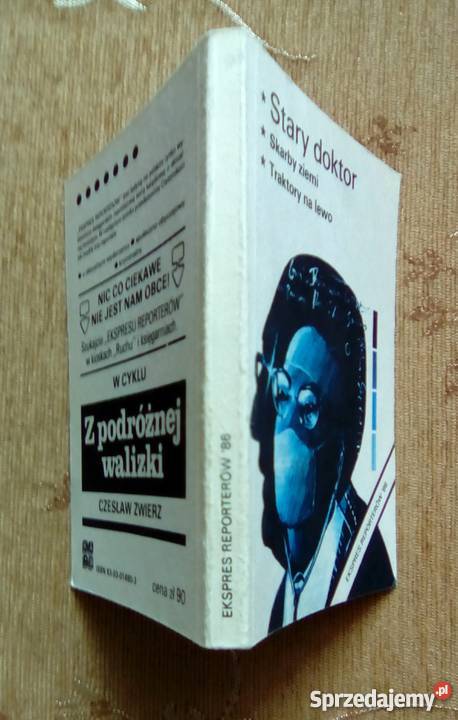 ★ Stary doktor
★ Skarby ziemi
★ Traktory na lewo
EKSPRES REPORTERÓW '86
EKSPRES REPORTERÓW '86
NIC CO CIEKAWE
NIE JEST NAM OBCE!
Szukajcie „EKSPRESU REPORTERÓW"
w kioskach „Ruchu" i księgarniach.
W CYKLU
Z podróżnej
walizki
CZESŁAW ZWIERZ
cena zł 90
Sprzedajemy.pl